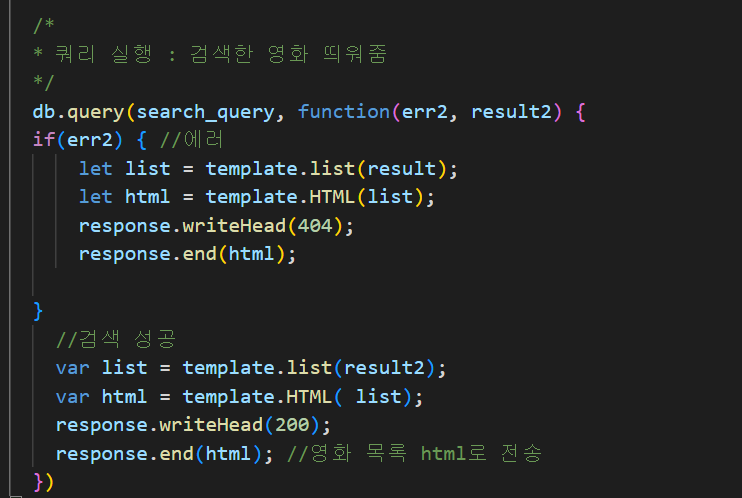 /*
* 쿼리 실행 : 검색한 영화 띄워줌
*/
db.query(search_query, function(err2, result2) {
if(err2) { //에러
let list = template.list(result);
let html = template.HTML(list);
response.writeHead(404);
response.end(html);
}
//검색 성공
var list = template.list(result2);
var html = template.HTML( list);
response.writeHead(200);
response.end(html); //영화 목록 html로 전송
})